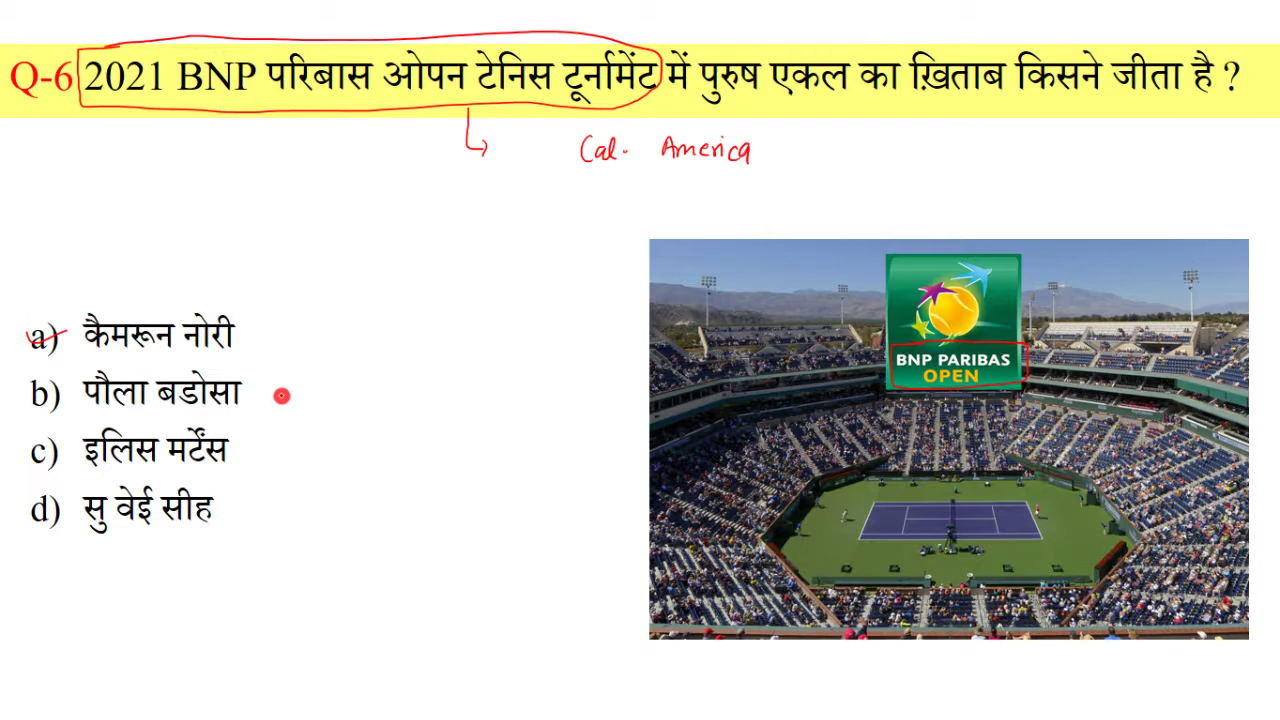 Q-6 2021 BNP परिबास ओपन टेनिस टूर्नामेंट में पुरुष एकल का ख़िताब किसने जीता है ?
Cal. America
a) कैमरून नोरी
b) पौला बडोसा
c) इलिस मर्टेंस
d) सु वेई सीह
BNP PARIBAS
OPEN